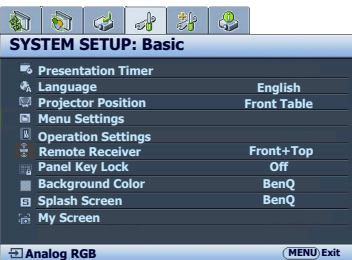 SYSTEM SETUP: Basic
Presentation Timer
Language English
Projector Position Front Table
Menu Settings
Operation Settings
Remote Receiver Front+Top
Panel Key Lock Off
Background Color BenQ
Splash Screen BenQ
My Screen
Analog RGB MENU Exit